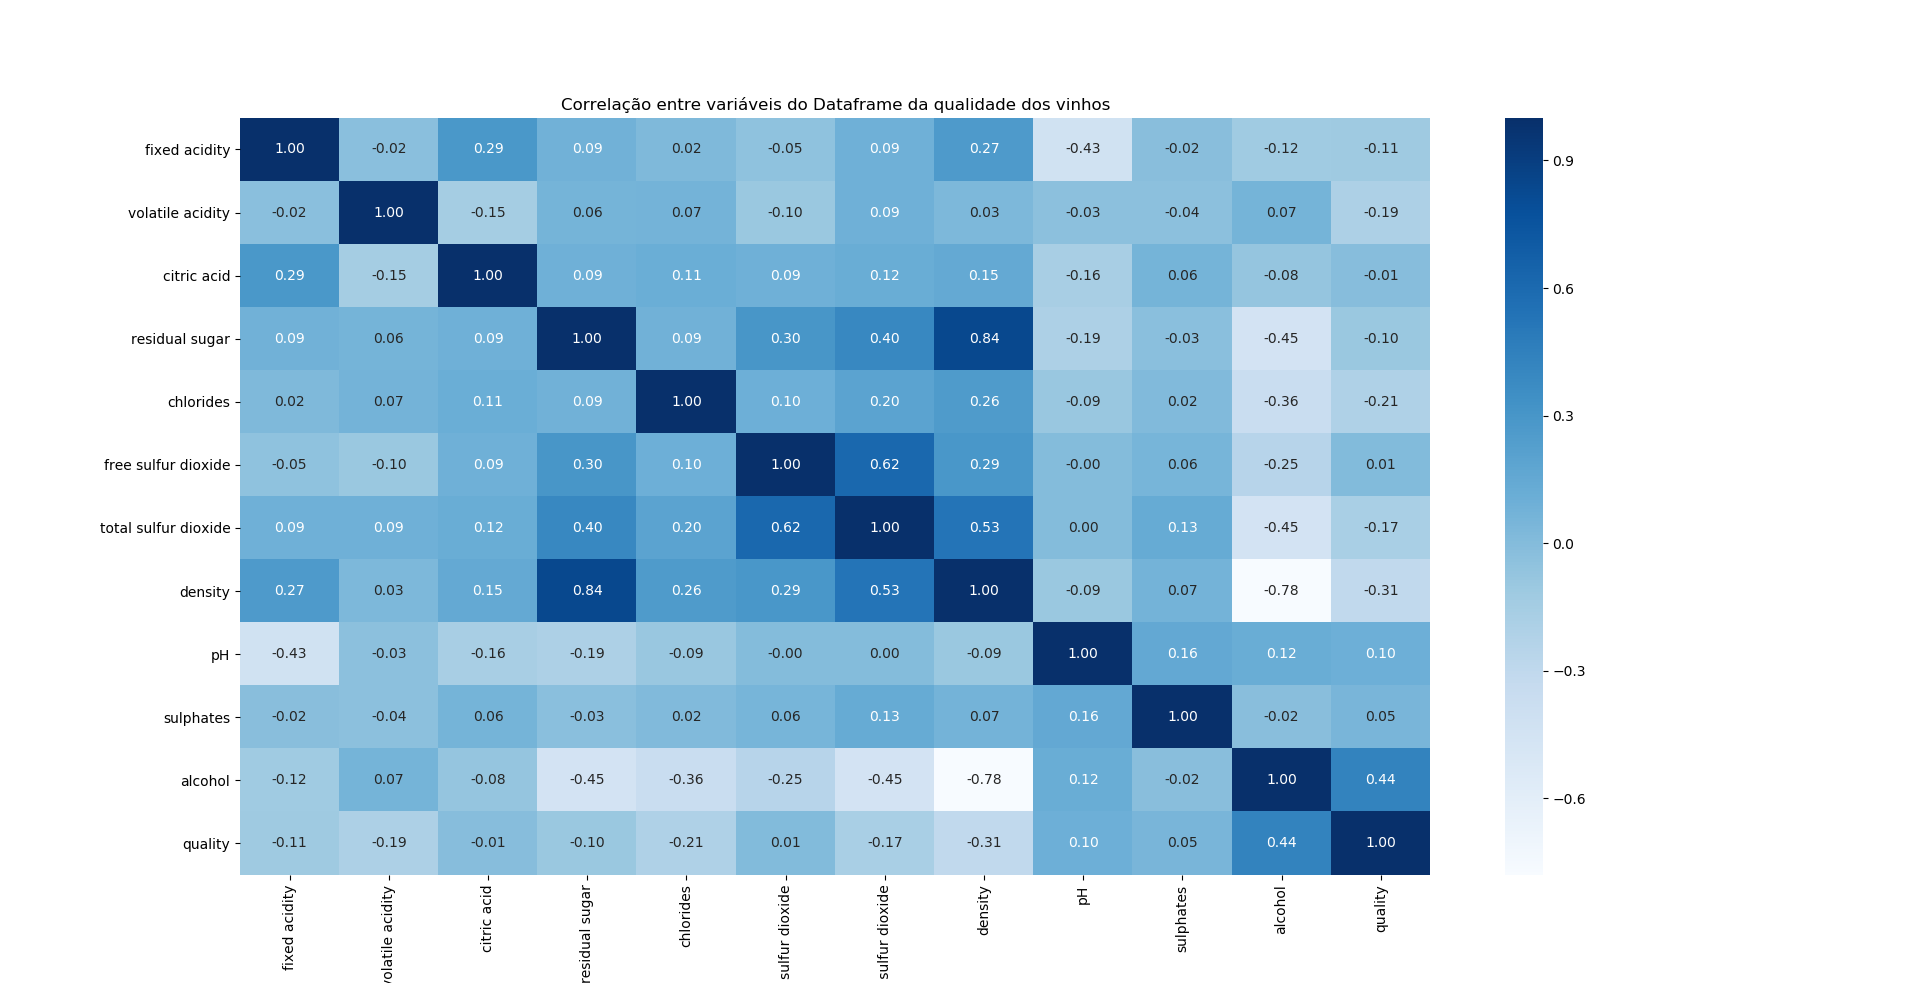 Correlação entre variáveis do Dataframe da qualidade dos vinhos
fixed acidity 1.00 -0.02 0.29 0.09 0.02 -0.05 0.09 0.27 -0.43 -0.02 -0.12 -0.11
volatile acidity -0.02 1.00 -0.15 0.06 0.07 -0.10 0.09 0.03 -0.03 -0.04 0.07 -0.19
citric acid 0.29 -0.15 1.00 0.09 0.11 0.09 0.12 0.15 -0.16 0.06 -0.08 -0.01
residual sugar 0.09 0.06 0.09 1.00 0.09 0.30 0.40 0.84 -0.19 -0.03 -0.45 -0.10
chlorides 0.02 0.07 0.11 0.09 1.00 0.10 0.20 0.26 -0.09 0.02 -0.36 -0.21
free sulfur dioxide -0.05 -0.10 0.09 0.30 0.10 1.00 0.62 0.29 -0.00 0.06 -0.25 0.01
total sulfur dioxide 0.09 0.09 0.12 0.40 0.20 0.62 1.00 0.53 0.00 0.13 -0.45 -0.17
density 0.27 0.03 0.15 0.84 0.26 0.29 0.53 1.00 -0.09 0.07 -0.78 -0.31
pH -0.43 -0.03 -0.16 -0.19 -0.09 -0.00 0.00 -0.09 1.00 0.16 0.12 0.10
sulphates -0.02 -0.04 0.06 -0.03 0.02 0.06 0.13 0.07 0.16 1.00 -0.02 0.05
alcohol -0.12 0.07 -0.08 -0.45 -0.36 -0.25 -0.45 -0.78 0.12 -0.02 1.00 0.44
quality -0.11 -0.19 -0.01 -0.10 -0.21 0.01 -0.17 -0.31 0.10 0.05 0.44 1.00
fixed acidity
volatile acidity
citric acid
residual sugar
chlorides
sulfur dioxide
sulfur dioxide
density
pH
sulphates
alcohol
quality
0.9
0.6
0.3
0.0
−0.3
−0.6